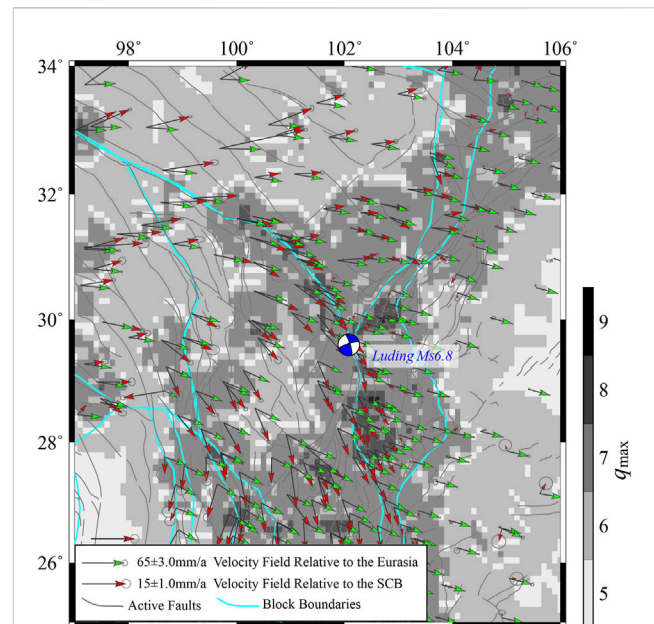 98° 100° 102° 104° 106°
34°
32°
30°
28°
26°
Luding Ms6.8
65±3.0mm/a Velocity Field Relative to the Eurasia
15±1.0mm/a Velocity Field Relative to the SCB
Active Faults Block Boundaries
9
8
7
6
5
qmax